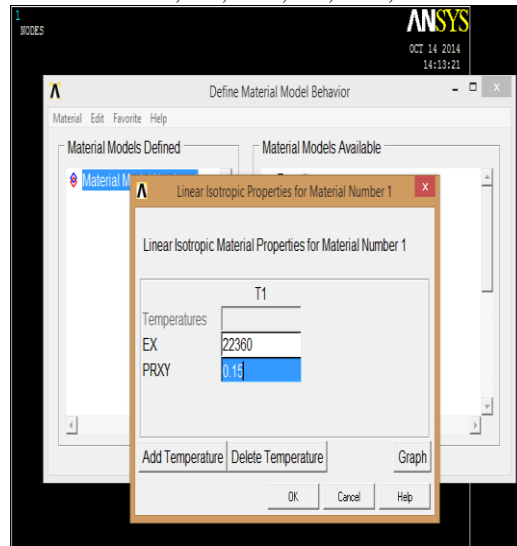 1
NODES
ANSYS
OCT 14 2014
14:13:21
Define Material Model Behavior
Material Edit Favorite Help
Material Models Defined
Material Models Available
Material M
Linear Isotropic Properties for Material Number 1
Linear Isotropic Material Properties for Material Number 1
T1
Temperatures
EX 22360
PRXY 0.15
Add Temperature Delete Temperature Graph
OK Cancel Help